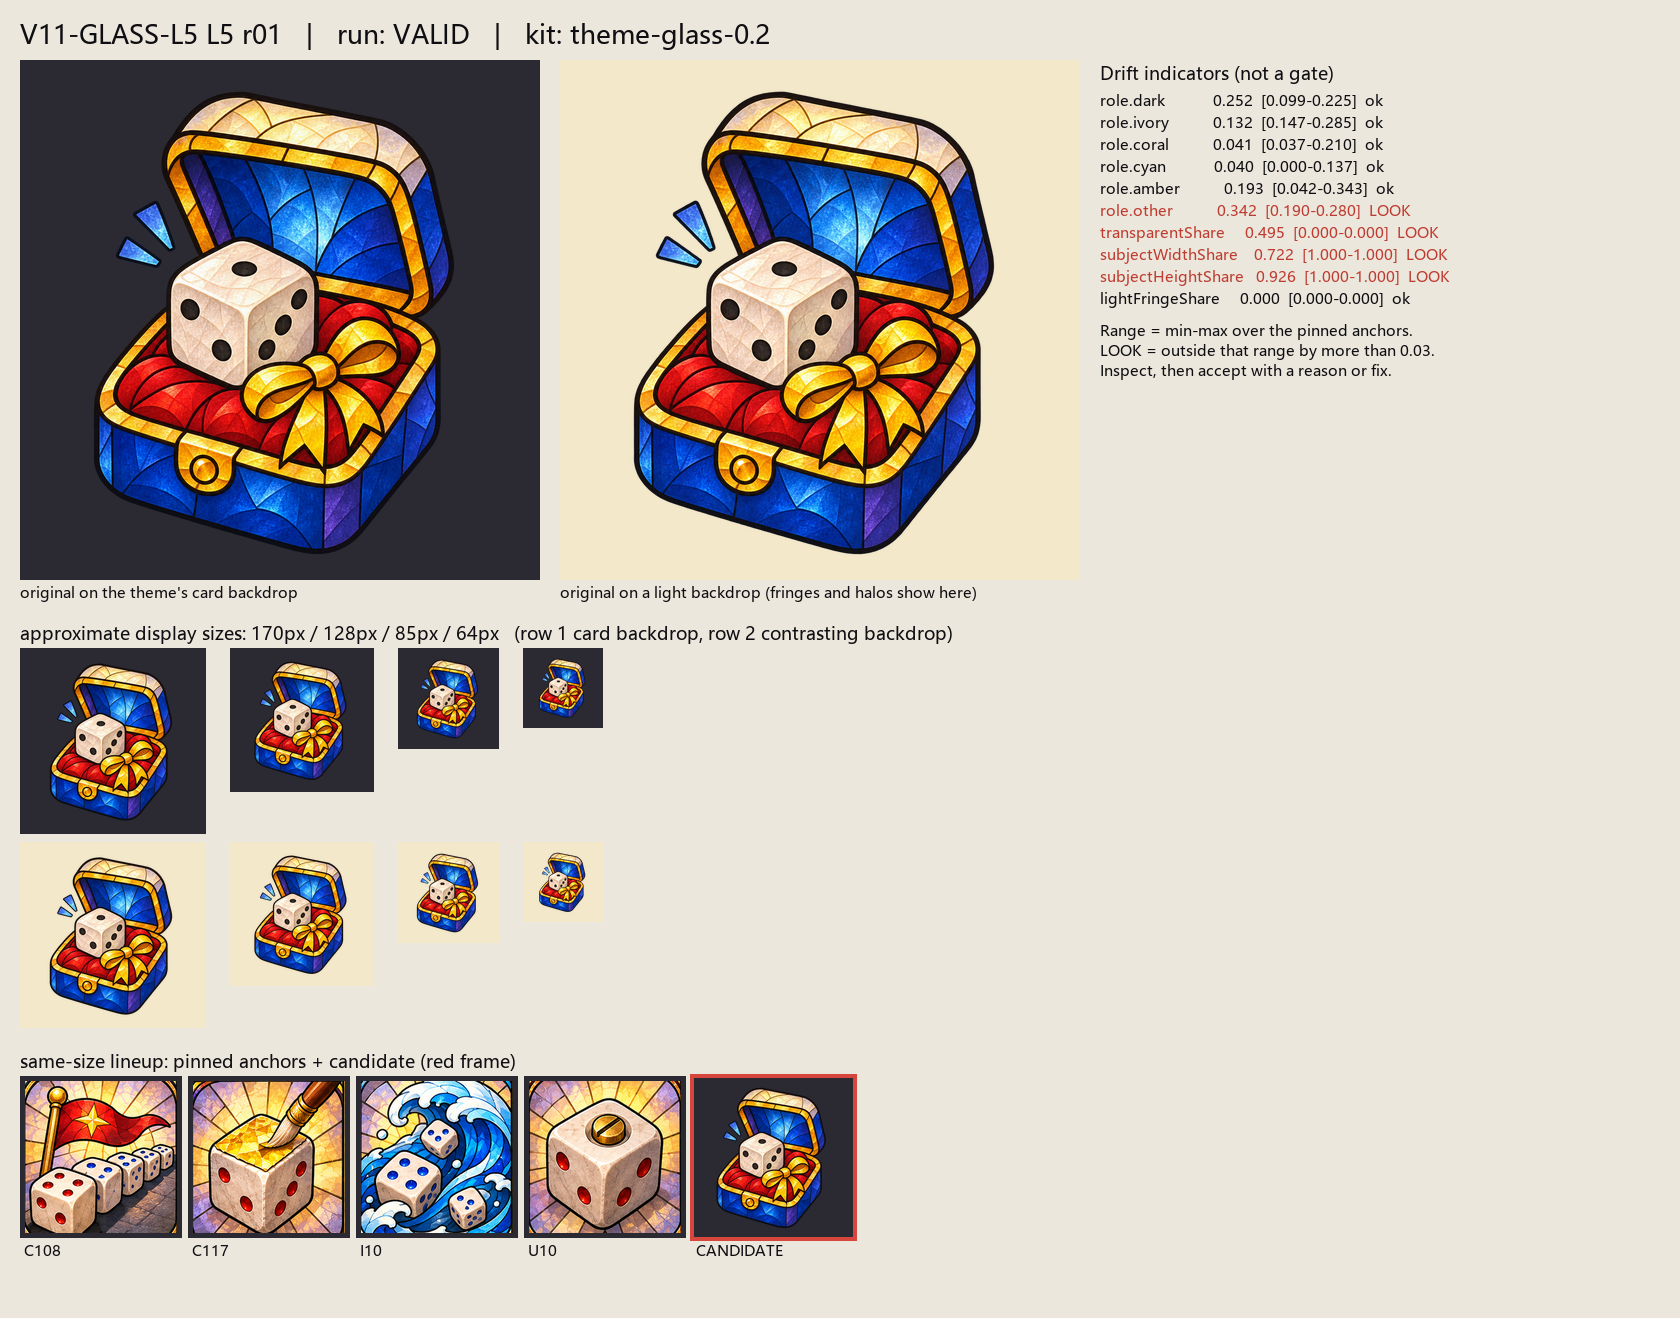 V11-GLASS-L5 L5 r01   |   run: VALID   |   kit: theme-glass-0.2
Drift indicators (not a gate)
role.dark 0.252 [0.099-0.225] ok
role.ivory 0.132 [0.147-0.285] ok
role.coral 0.041 [0.037-0.210] ok
role.cyan 0.040 [0.000-0.137] ok
role.amber 0.193 [0.042-0.343] ok
role.other 0.342 [0.190-0.280] LOOK
transparentShare 0.495 [0.000-0.000] LOOK
subjectWidthShare 0.722 [1.000-1.000] LOOK
subjectHeightShare 0.926 [1.000-1.000] LOOK
lightFringeShare 0.000 [0.000-0.000] ok
Range = min-max over the pinned anchors.
LOOK = outside that range by more than 0.03.
Inspect, then accept with a reason or fix.
original on the theme's card backdrop
original on a light backdrop (fringes and halos show here)
approximate display sizes: 170px / 128px / 85px / 64px   (row 1 card backdrop, row 2 contrasting backdrop)
same-size lineup: pinned anchors + candidate (red frame)
C108
C117
I10
U10
CANDIDATE